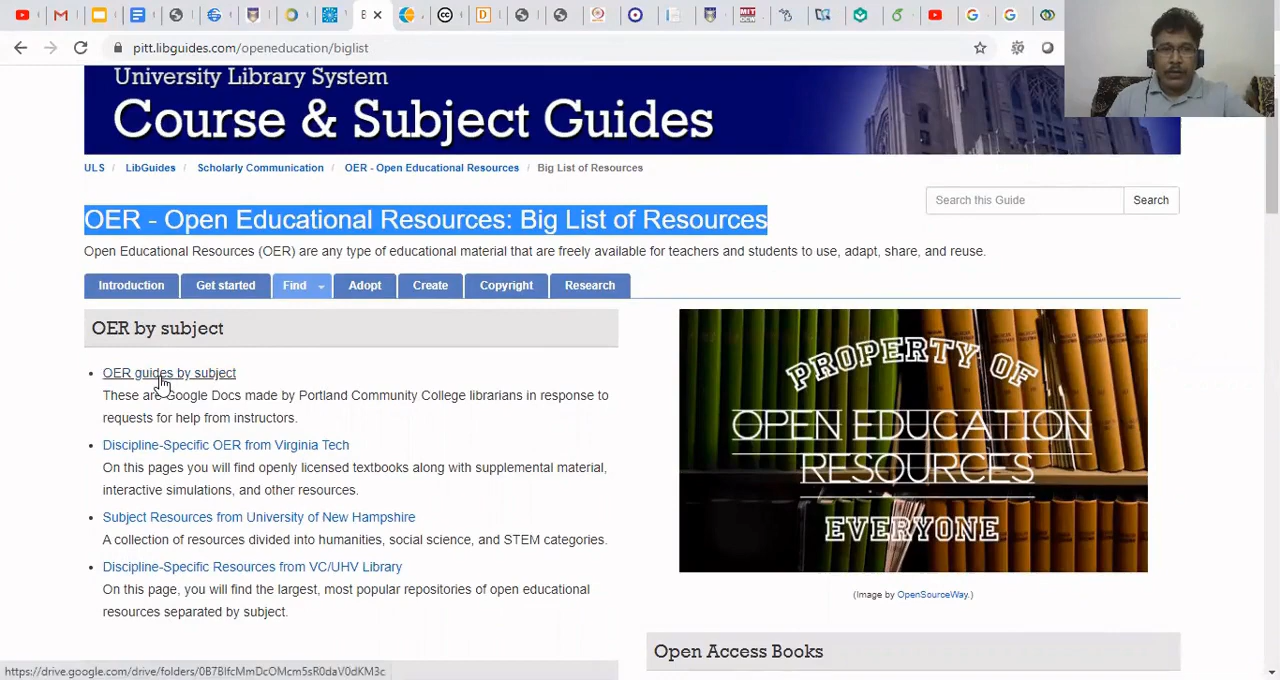 B
pitt.libguides.com/openeducation/biglist
University Library System
Course & Subject Guides
ULS / LibGuides / Scholarly Communication / OER - Open Educational Resources / Big List of Resources
Search this Guide Search
OER - Open Educational Resources: Big List of Resources
Open Educational Resources (OER) are any type of educational material that are freely available for teachers and students to use, adapt, share, and reuse.
Introduction Get started Find Adopt Create Copyright Research
OER by subject
OER guides by subject
These are Google Docs made by Portland Community College librarians in response to
requests for help from instructors.
Discipline-Specific OER from Virginia Tech
On this pages you will find openly licensed textbooks along with supplemental material,
interactive simulations, and other resources.
Subject Resources from University of New Hampshire
A collection of resources divided into humanities, social science, and STEM categories.
Discipline-Specific Resources from VC/UHV Library
On this page, you will find the largest, most popular repositories of open educational
resources separated by subject.
PROPERTY OF
OPEN EDUCATION
RESOURCES
EVERYONE
(Image by OpenSourceWay.)
Open Access Books
https://drive.google.com/drive/folders/0B7BlfcMmDcOMcm5sR0daV0dKM3c